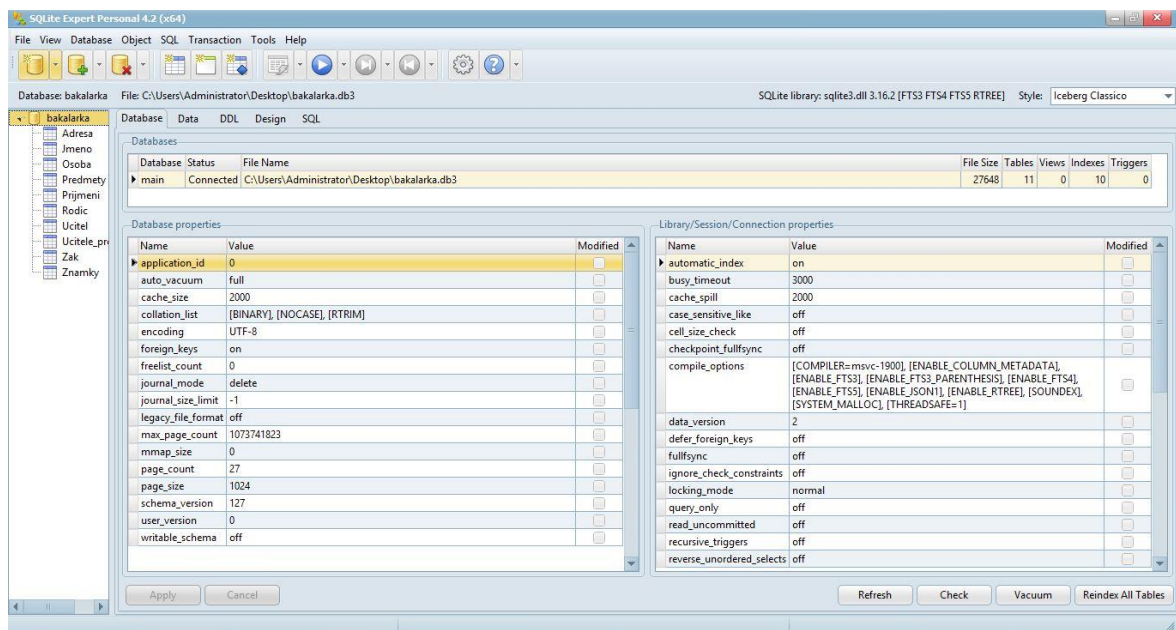 SQLite Expert Personal 4.2 (x64)
File View Database Object SQL Transaction Tools Help
Database: bakalarka File: C:\Users\Administrator\Desktop\bakalarka.db3 SQLite library: sqlite3.dll 3.16.2 [FTS3 FTS4 FTS5 RTREE] Style: Iceberg Classico
bakalarka
Adresa
Jmeno
Osoba
Predmety
Prijmeni
Rodic
Ucitel
Ucitele_pr
Zak
Znamky
Database Data DDL Design SQL
Databases
Database Status File Name File Size Tables Views Indexes Triggers
main Connected C:\Users\Administrator\Desktop\bakalarka.db3 27648 11 0 10 0
Database properties
Name Value Modified
application_id 0
auto_vacuum full
cache_size 2000
collation_list [BINARY], [NOCASE], [RTRIM]
encoding UTF-8
foreign_keys on
freelist_count 0
journal_mode delete
journal_size_limit -1
legacy_file_format off
max_page_count 1073741823
mmap_size 0
page_count 27
page_size 1024
schema_version 127
user_version 0
writable_schema off
Library/Session/Connection properties
Name Value Modified
automatic_index on
busy_timeout 3000
cache_spill 2000
case_sensitive_like off
cell_size_check off
checkpoint_fullfsync off
compile_options [COMPILER=msvc-1900], [ENABLE_COLUMN_METADATA],
[ENABLE_FTS3], [ENABLE_FTS3_PARENTHESIS], [ENABLE_FTS4],
[ENABLE_FTS5], [ENABLE_JSON1], [ENABLE_RTREE], [SOUNDEX],
[SYSTEM_MALLOC], [THREADSAFE=1]
data_version 2
defer_foreign_keys off
fullfsync off
ignore_check_constraints off
locking_mode normal
query_only off
read_uncommitted off
recursive_triggers off
reverse_unordered_selects off
Apply Cancel Refresh Check Vacuum Reindex All Tables